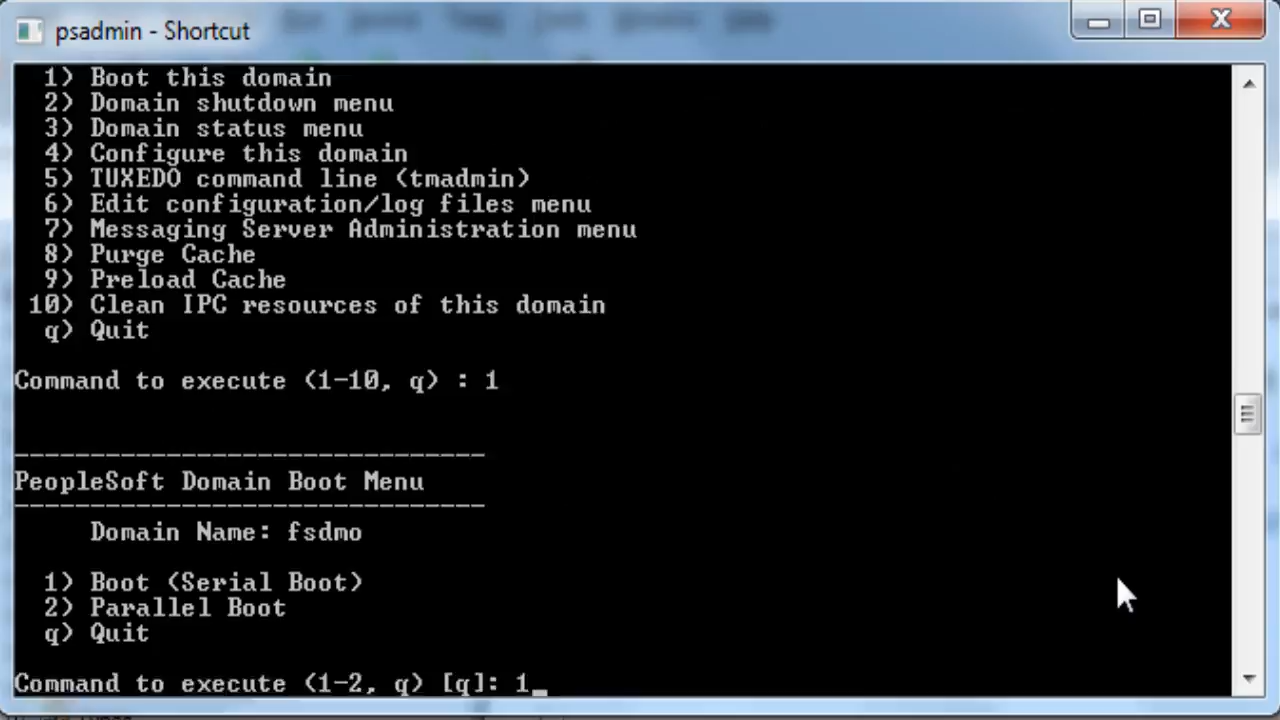 psadmin - Shortcut
1) Boot this domain
2) Domain shutdown menu
3) Domain status menu
4) Configure this domain
5) TUXEDO command line (tmadmin)
6) Edit configuration/log files menu
7) Messaging Server Administration menu
8) Purge Cache
9) Preload Cache
10) Clean IPC resources of this domain
q) Quit
Command to execute (1-10, q) : 1
-------------------------------
PeopleSoft Domain Boot Menu
-------------------------------
Domain Name: fsdmo
1) Boot (Serial Boot)
2) Parallel Boot
q) Quit
Command to execute (1-2, q) [q]: 1_